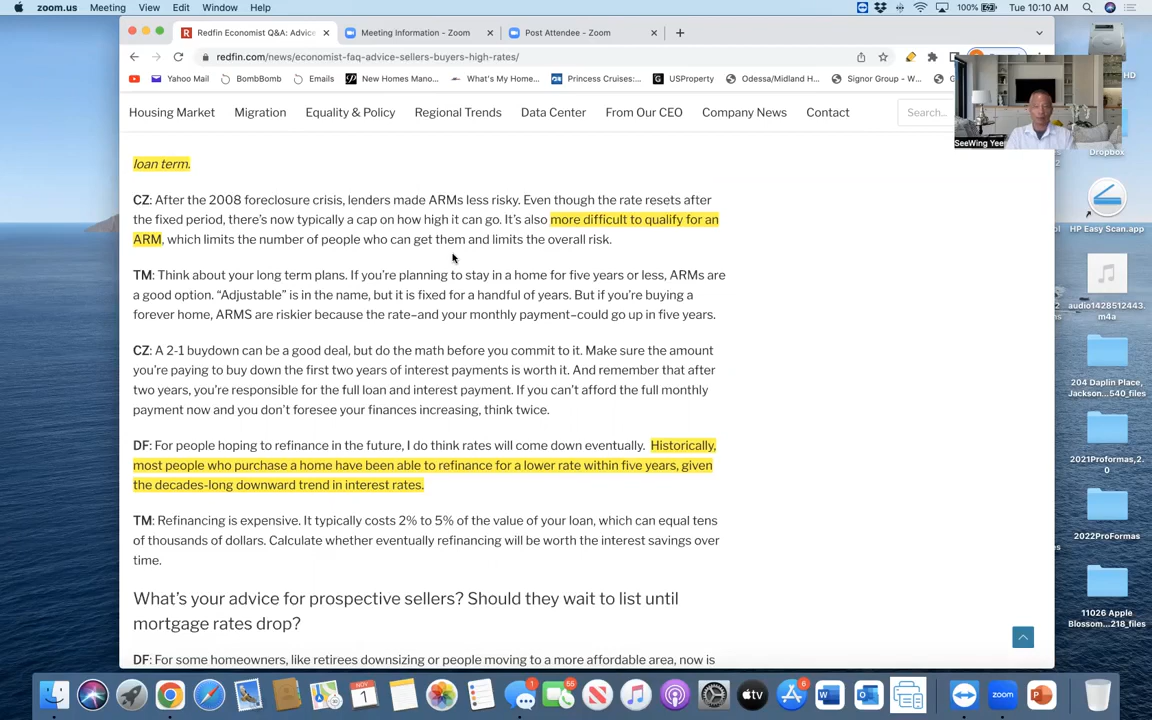 zoom.us Meeting View Edit Window Help 100% Tue 10:10 AM
Redfin Economist Q&A: Advice Meeting Information - Zoom Post Attendee - Zoom
redfin.com/news/economist-faq-advice-sellers-buyers-high-rates/
Yahoo Mail BombBomb Emails New Homes Mano... What's My Home... Princess Cruises:... USProperty Odessa/Midland H... Signor Group - W...
Housing Market Migration Equality & Policy Regional Trends Data Center From Our CEO Company News Contact Search...
SeeWing Yee
HD
Dropbox
loan term.
CZ: After the 2008 foreclosure crisis, lenders made ARMs less risky. Even though the rate resets after
the fixed period, there's now typically a cap on how high it can go. It's also more difficult to qualify for an
ARM, which limits the number of people who can get them and limits the overall risk.
TM: Think about your long term plans. If you're planning to stay in a home for five years or less, ARMs are
a good option. “Adjustable” is in the name, but it is fixed for a handful of years. But if you're buying a
forever home, ARMS are riskier because the rate–and your monthly payment–could go up in five years.
CZ: A 2-1 buydown can be a good deal, but do the math before you commit to it. Make sure the amount
you're paying to buy down the first two years of interest payments is worth it. And remember that after
two years, you're responsible for the full loan and interest payment. If you can't afford the full monthly
payment now and you don't foresee your finances increasing, think twice.
DF: For people hoping to refinance in the future, I do think rates will come down eventually. Historically,
most people who purchase a home have been able to refinance for a lower rate within five years, given
the decades-long downward trend in interest rates.
TM: Refinancing is expensive. It typically costs 2% to 5% of the value of your loan, which can equal tens
of thousands of dollars. Calculate whether eventually refinancing will be worth the interest savings over
time.
What's your advice for prospective sellers? Should they wait to list until
mortgage rates drop?
DF: For some homeowners, like retirees downsizing or people moving to a more affordable area, now is
HP Easy Scan.app
audio1428512443.
m4a
204 Daplin Place,
Jackson...540_files
2021Proformas,2.
0
2022ProFormas
11026 Apple
Blossom...218_files
NOV
1
1
56
6
tv
W
zoom
P